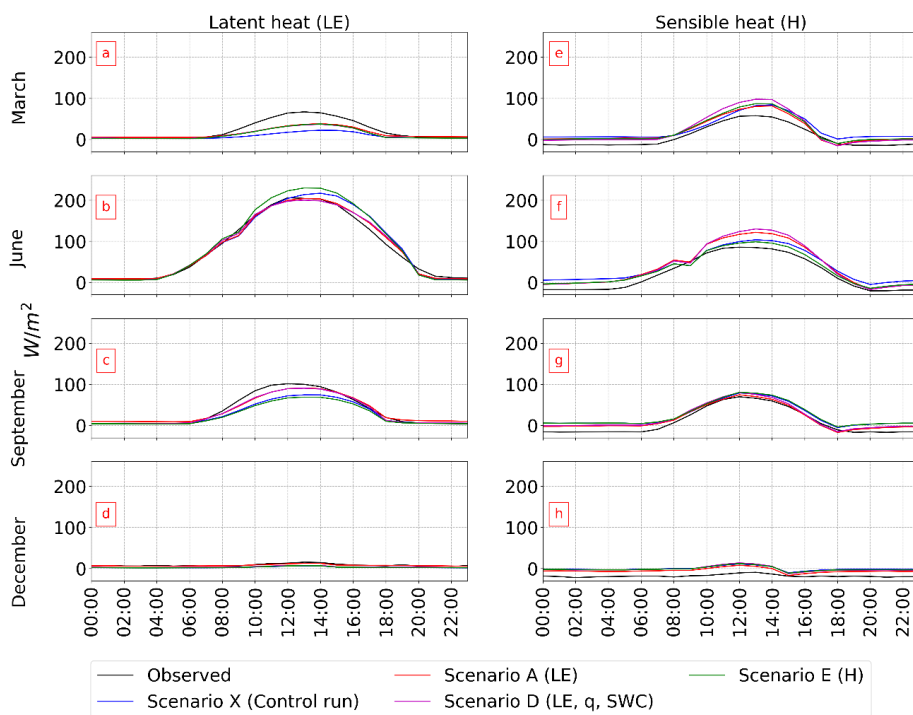 Latent heat (LE)
Sensible heat (H)
March
200
100
0
a
200
100
0
e
June
200
100
0
b
200
100
0
f
W/m²
September
200
100
0
c
200
100
0
g
December
200
100
0
d
200
100
0
h
00:00 02:00 04:00 06:00 08:00 10:00 12:00 14:00 16:00 18:00 20:00 22:00
00:00 02:00 04:00 06:00 08:00 10:00 12:00 14:00 16:00 18:00 20:00 22:00
Observed
Scenario X (Control run)
Scenario A (LE)
Scenario D (LE, q, SWC)
Scenario E (H)